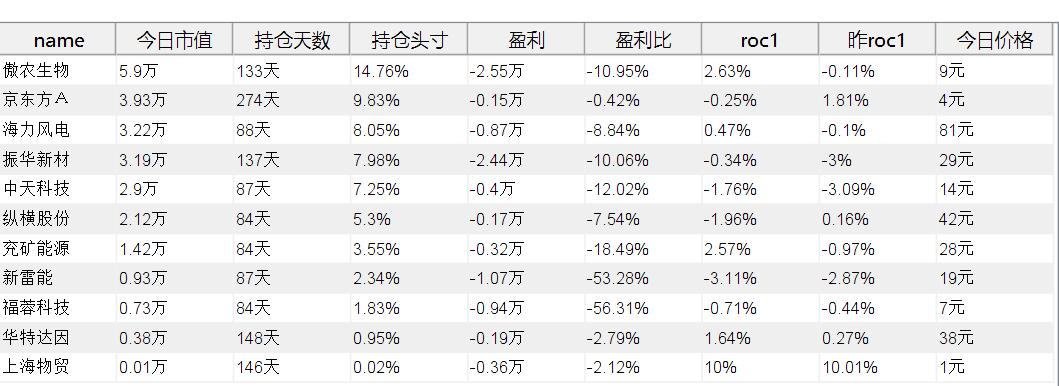 name 今日市值 持仓天数 持仓头寸 盈利 盈利比 roc1 昨roc1 今日价格
傲农生物 5.9万 133天 14.76% -2.55万 -10.95% 2.63% -0.11% 9元
京东方Ａ 3.93万 274天 9.83% -0.15万 -0.42% -0.25% 1.81% 4元
海力风电 3.22万 88天 8.05% -0.87万 -8.84% 0.47% -0.1% 81元
振华新材 3.19万 137天 7.98% -2.44万 -10.06% -0.34% -3% 29元
中天科技 2.9万 87天 7.25% -0.4万 -12.02% -1.76% -3.09% 14元
纵横股份 2.12万 84天 5.3% -0.17万 -7.54% -1.96% 0.16% 42元
兖矿能源 1.42万 84天 3.55% -0.32万 -18.49% 2.57% -0.97% 28元
新雷能 0.93万 87天 2.34% -1.07万 -53.28% -3.11% -2.87% 19元
福蓉科技 0.73万 84天 1.83% -0.94万 -56.31% -0.71% -0.44% 7元
华特达因 0.38万 148天 0.95% -0.19万 -2.79% 1.64% 0.27% 38元
上海物贸 0.01万 146天 0.02% -0.36万 -2.12% 10% 10.01% 1元